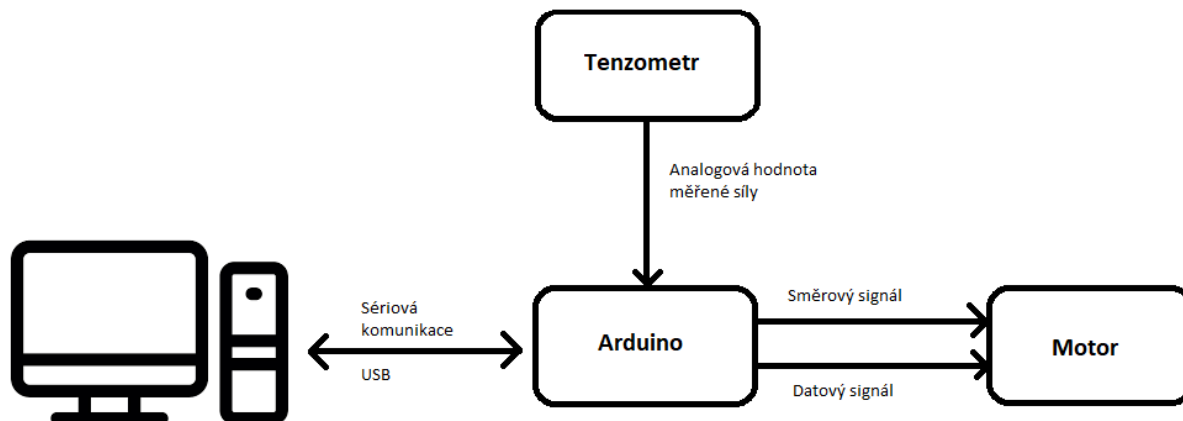 Tenzometr
Analogová hodnota
měřené síly
Sériová
komunikace
USB
Arduino
Směrový signál
Datový signál
Motor